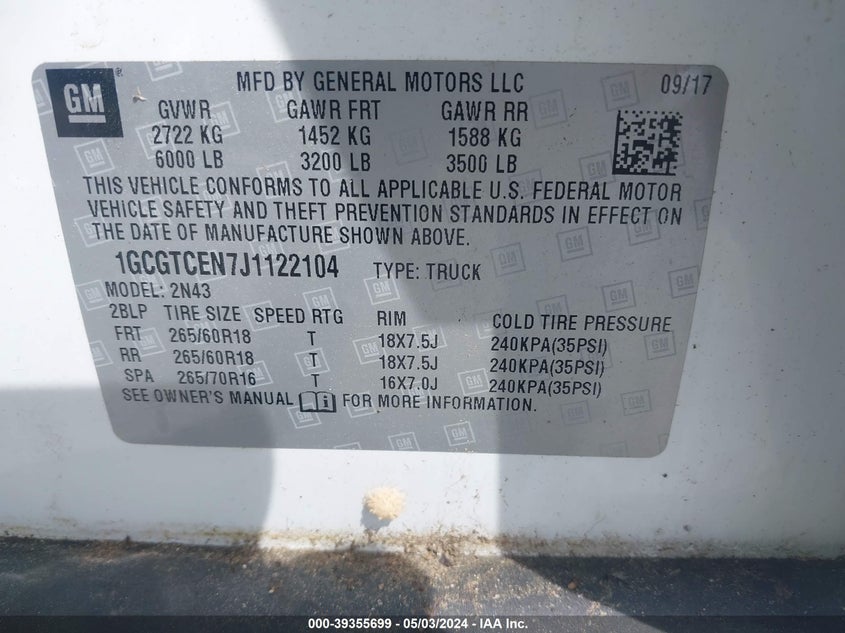 GM ® MFD BY GENERAL MOTORS LLC 09/17
GVWR GAWR FRT GAWR RR
2722 KG 1452 KG 1588 KG
6000 LB 3200 LB 3500 LB
THIS VEHICLE CONFORMS TO ALL APPLICABLE U.S. FEDERAL MOTOR
VEHICLE SAFETY AND THEFT PREVENTION STANDARDS IN EFFECT ON
THE DATE OF MANUFACTURE SHOWN ABOVE.
1GCGTCEN7J1122104 TYPE: TRUCK
MODEL: 2N43
2BLP TIRE SIZE SPEED RTG RIM COLD TIRE PRESSURE
FRT 265/60R18 T 18X7.5J 240KPA(35PSI)
RR 265/60R18 T 18X7.5J 240KPA(35PSI)
SPA 265/70R16 T 16X7.0J 240KPA(35PSI)
SEE OWNER'S MANUAL FOR MORE INFORMATION.
000-39355699 - 05/03/2024 - IAA Inc.